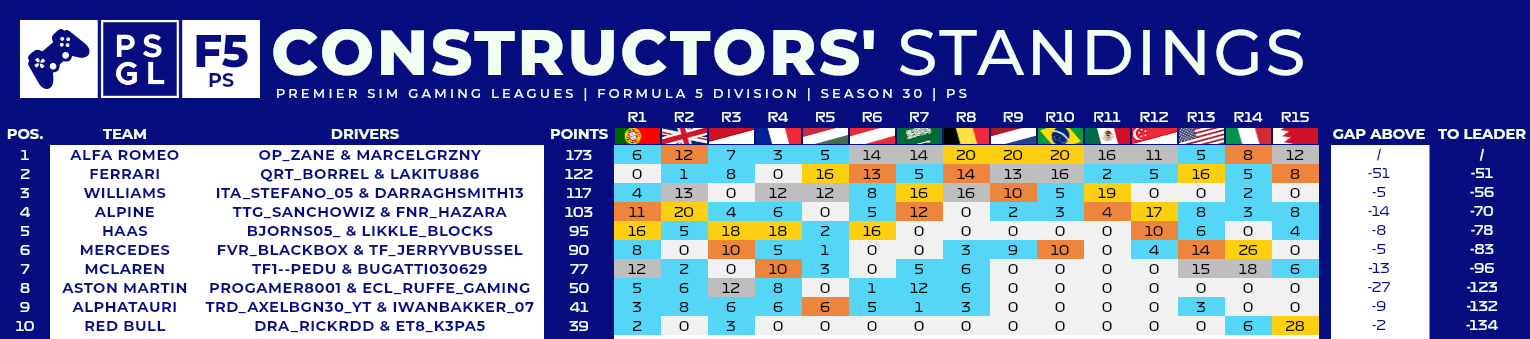 PS GL F5 PS CONSTRUCTORS' STANDINGS
PREMIER SIM GAMING LEAGUES | FORMULA 5 DIVISION | SEASON 30 | PS
R1 R2 R3 R4 R5 R6 R7 R8 R9 R10 R11 R12 R13 R14 R15
POS. TEAM DRIVERS POINTS GAP ABOVE TO LEADER
1 ALFA ROMEO OP_ZANE & MARCELGRZNY 173 6 12 7 3 5 14 14 20 20 20 16 11 5 8 12 / /
2 FERRARI QRT_BORREL & LAKITU886 122 0 1 8 0 16 13 5 14 13 16 2 5 16 5 8 -51 -51
3 WILLIAMS ITA_STEFANO_05 & DARRAGHSMITH13 117 4 13 0 12 12 8 16 16 10 5 19 0 0 2 0 -5 -56
4 ALPINE TTG_SANCHOWIZ & FNR_HAZARA 103 11 20 4 6 0 5 12 0 2 3 4 17 8 3 8 -14 -70
5 HAAS BJORNS05_ & LIKKLE_BLOCKS 95 16 5 18 18 2 16 0 0 0 0 0 10 6 0 4 -8 -78
6 MERCEDES FVR_BLACKBOX & TF_JERRYVBUSSEL 90 8 0 10 5 1 0 0 3 9 10 0 4 14 26 0 -5 -83
7 MCLAREN TF1--PEDU & BUGATTI030629 77 12 2 0 10 3 0 5 6 0 0 0 0 15 18 6 -13 -96
8 ASTON MARTIN PROGAMER8001 & ECL_RUFFE_GAMING 50 5 6 12 8 0 1 12 6 0 0 0 0 0 0 0 -27 -123
9 ALPHATAURI TRD_AXELBGN30_YT & IWANBAKKER_07 41 3 8 6 6 6 5 1 3 0 0 0 0 3 0 0 -9 -132
10 RED BULL DRA_RICKRDD & ET8_K3PA5 39 2 0 3 0 0 0 0 0 0 0 0 0 0 6 28 -2 -134